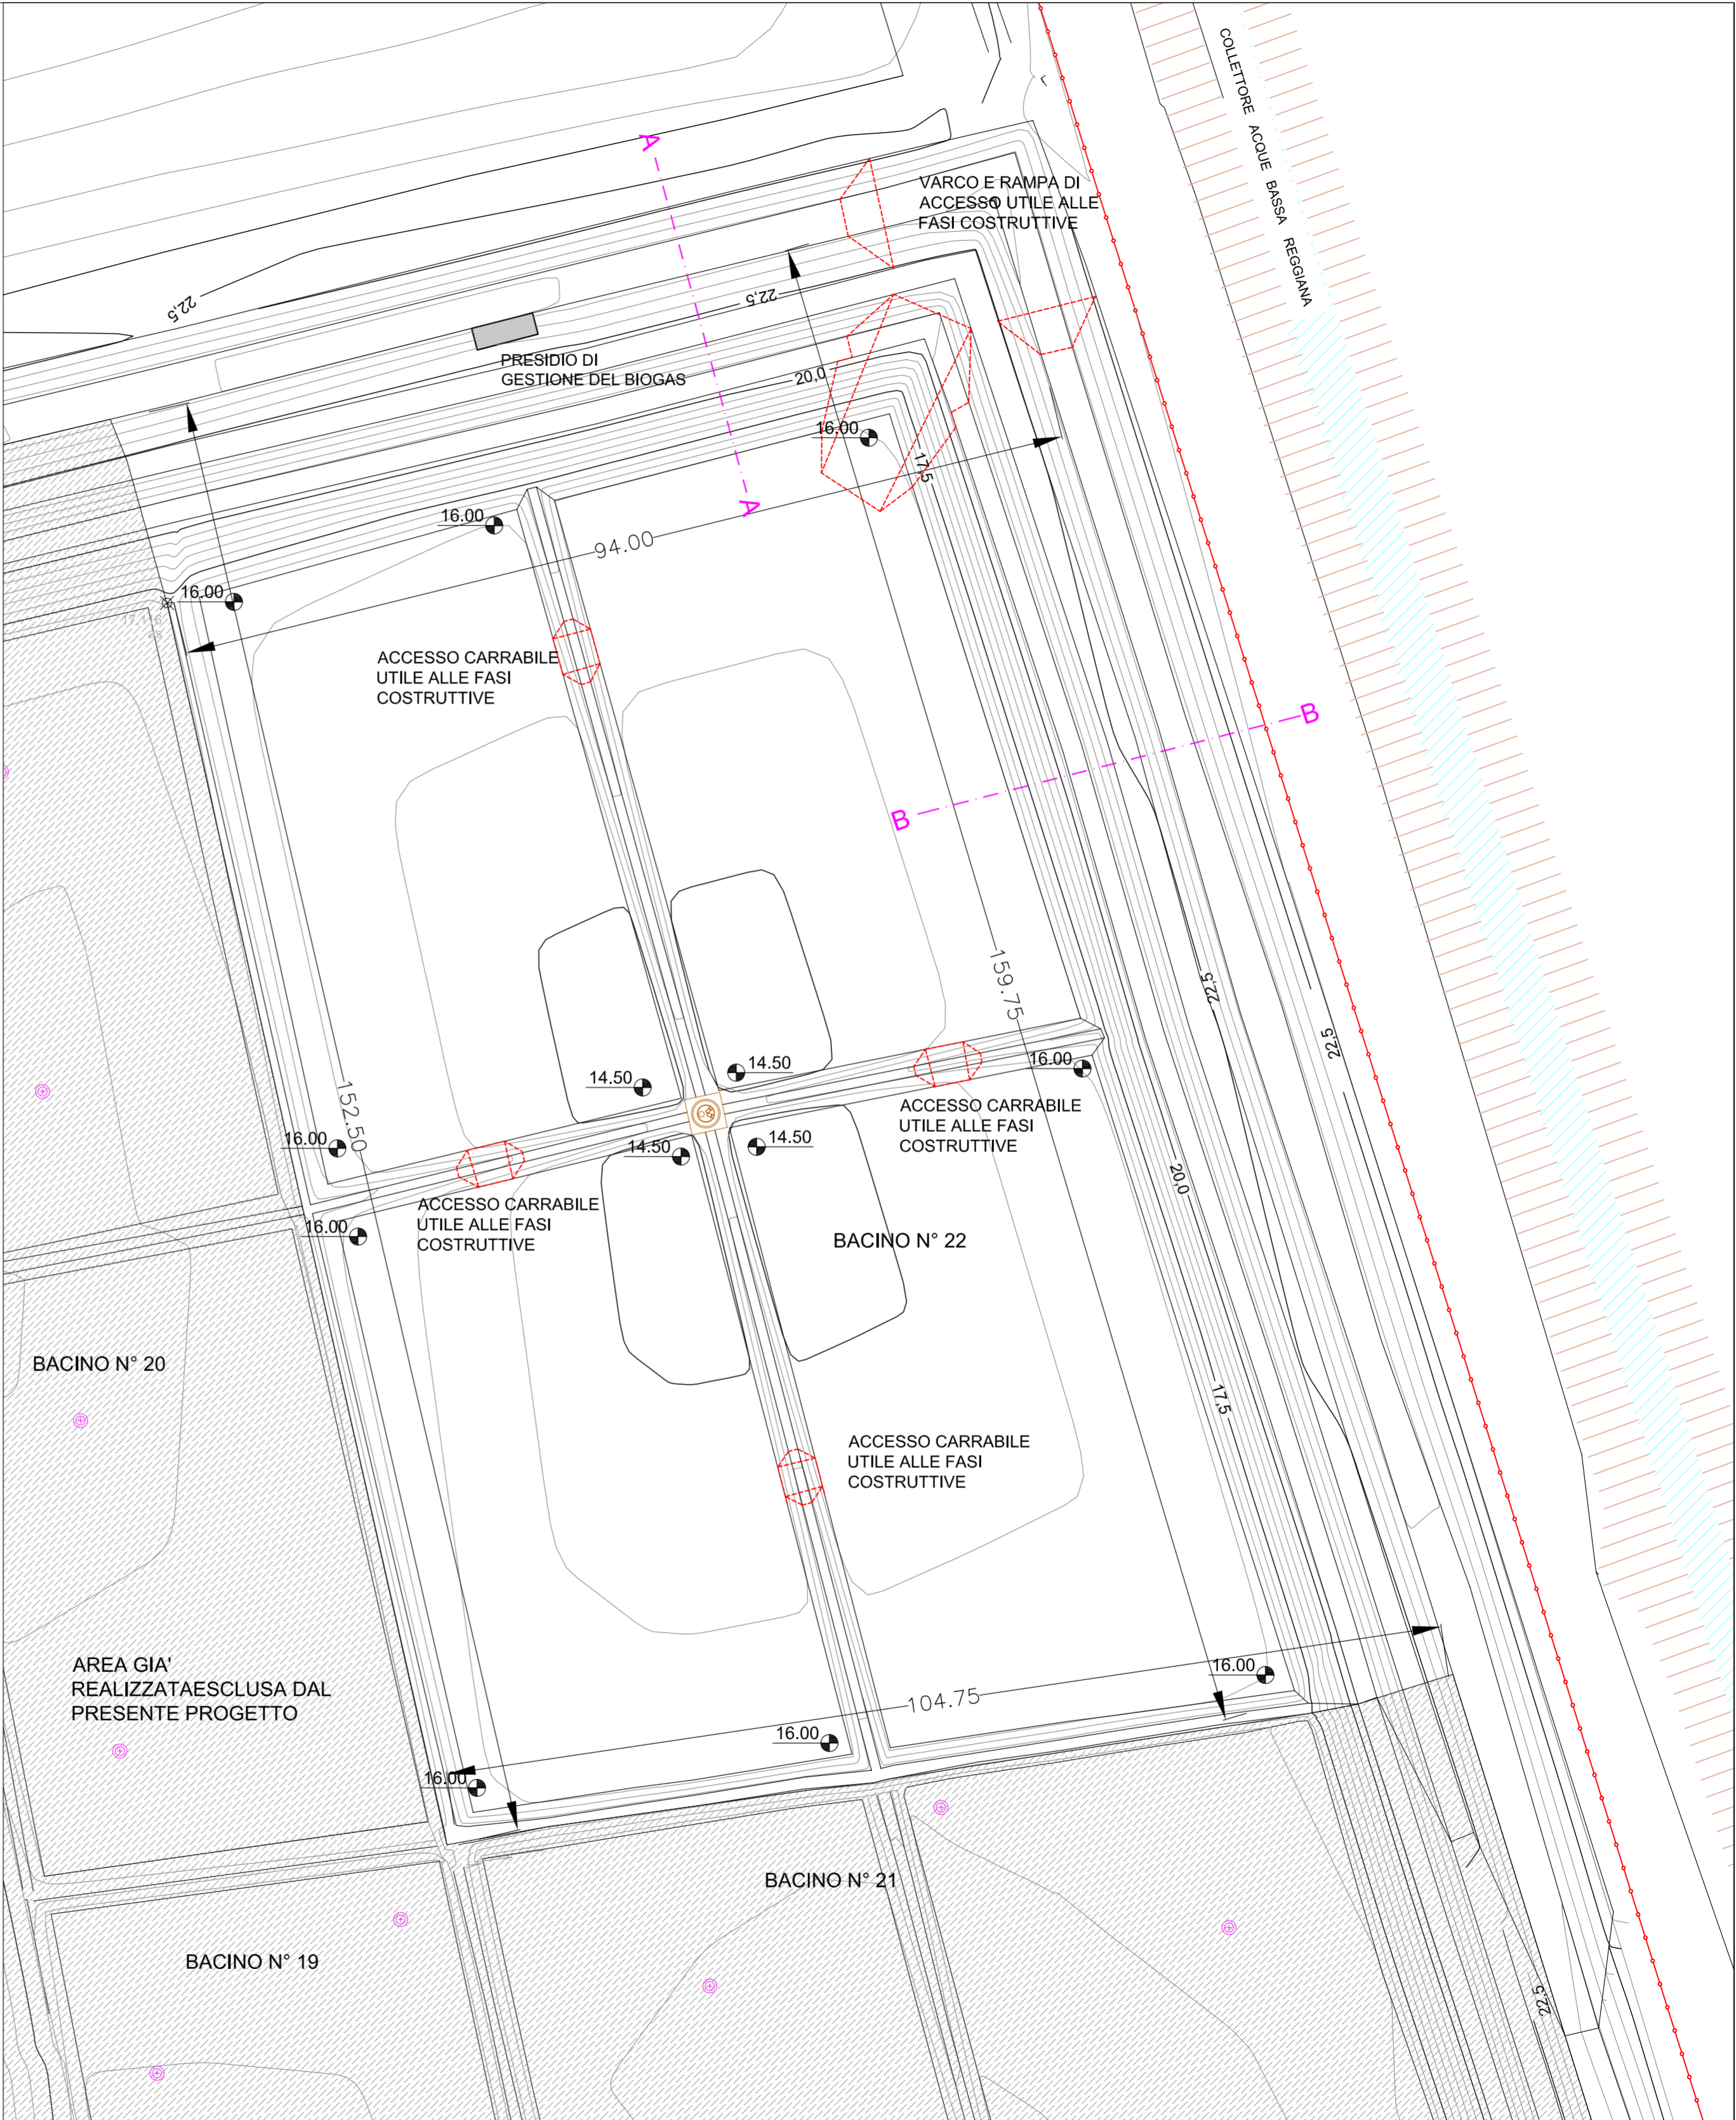 COLLETTORE ACQUE BASSA REGGIANA
A
VARCO E RAMPA DI
ACCESSO UTILE ALLE
FASI COSTRUTTIVE
22,5
22,5
PRESIDIO DI
GESTIONE DEL BIOGAS
20,0
16.00
17,5
A
16.00
94.00
16.00
ACCESSO CARRABILE
UTILE ALLE FASI
COSTRUTTIVE
B
B
159.75
22,5
22,5
14.50
14.50
16.00
152.50
ACCESSO CARRABILE
UTILE ALLE FASI
COSTRUTTIVE
16.00
14.50
14.50
20,0
ACCESSO CARRABILE
UTILE ALLE FASI
COSTRUTTIVE
16.00
BACINO N° 22
BACINO N° 20
17,5
ACCESSO CARRABILE
UTILE ALLE FASI
COSTRUTTIVE
AREA GIA'
REALIZZATAESCLUSA DAL
PRESENTE PROGETTO
16.00
104.75
16.00
16.00
BACINO N° 21
BACINO N° 19
22,5